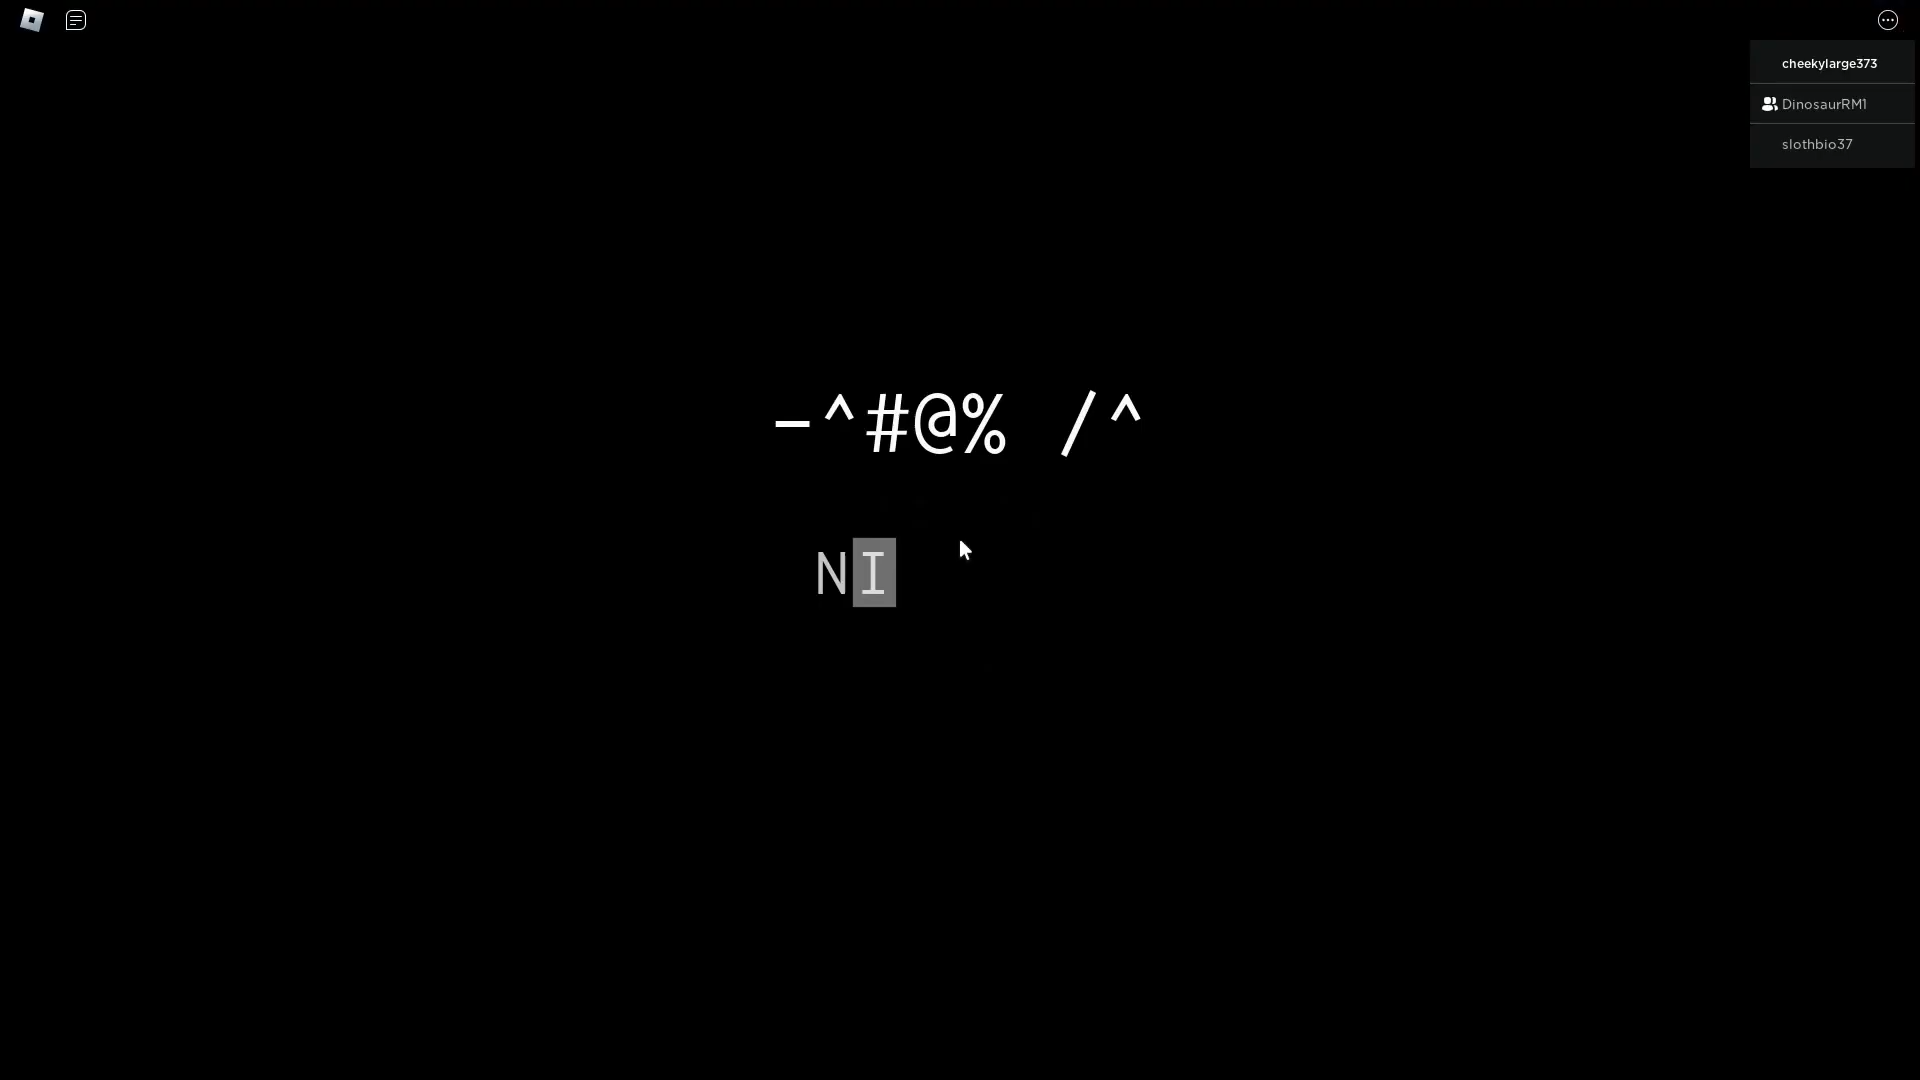 cheekylarge373
DinosaurRM1
slothbio37
-^#@% /^
NI